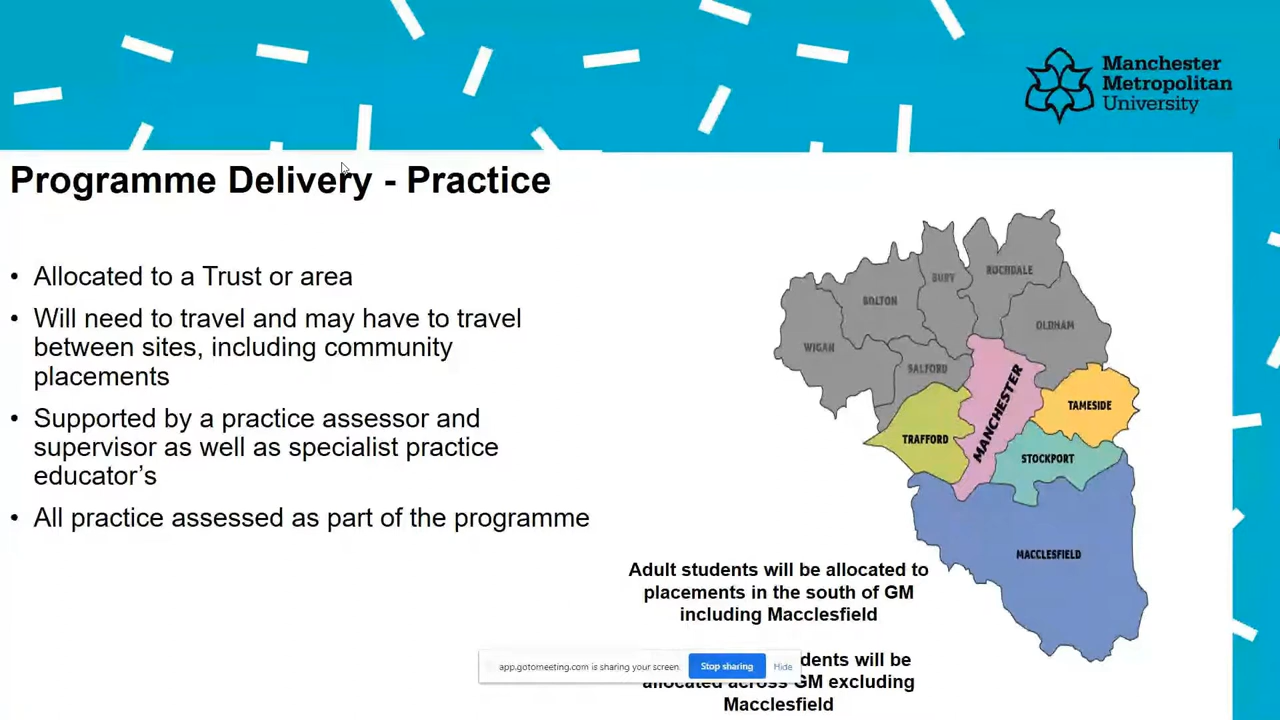 Manchester
Metropolitan
University
Programme Delivery - Practice
• Allocated to a Trust or area
• Will need to travel and may have to travel
between sites, including community
placements
• Supported by a practice assessor and
supervisor as well as specialist practice
educator's
• All practice assessed as part of the programme
ROCHDALE
BURY
BOLTON
OLDHAM
WIGAN
SALFORD
MANCHESTER
TAMESIDE
TRAFFORD
STOCKPORT
MACCLESFIELD
Adult students will be allocated to
placements in the south of GM
including Macclesfield
app.gotomeeting.com is sharing your screen.
Stop sharing
Hide
dents will be
allocated across GM excluding
Macclesfield